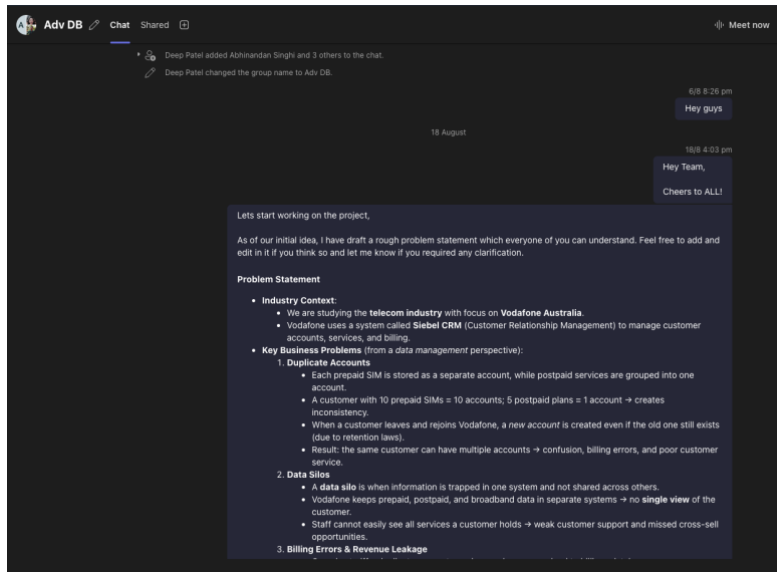 Adv DB Chat Shared Meet now
Deep Patel added Abhinandan Singhi and 3 others to the chat.
Deep Patel changed the group name to Adv DB.
6/8 8:26 pm
Hey guys
18 August
18/8 4:03 pm
Hey Team,
Cheers to ALL!
Lets start working on the project,
As of our initial idea, I have draft a rough problem statement which everyone of you can understand. Feel free to add and
edit in it if you think so and let me know if you required any clarification.
Problem Statement
• Industry Context:
• We are studying the telecom industry with focus on Vodafone Australia.
• Vodafone uses a system called Siebel CRM (Customer Relationship Management) to manage customer
accounts, services, and billing.
• Key Business Problems (from a data management perspective):
1. Duplicate Accounts
• Each prepaid SIM is stored as a separate account, while postpaid services are grouped into one
account.
• A customer with 10 prepaid SIMs = 10 accounts; 5 postpaid plans = 1 account → creates
inconsistency.
• When a customer leaves and rejoins Vodafone, a new account is created even if the old one still exists
(due to retention laws).
• Result: the same customer can have multiple accounts → confusion, billing errors, and poor customer
service.
2. Data Silos
• A data silo is when information is trapped in one system and not shared across others.
• Vodafone keeps prepaid, postpaid, and broadband data in separate systems → no single view of the
customer.
• Staff cannot easily see all services a customer holds → weak customer support and missed cross-sell
opportunities.
3. Billing Errors & Revenue Leakage